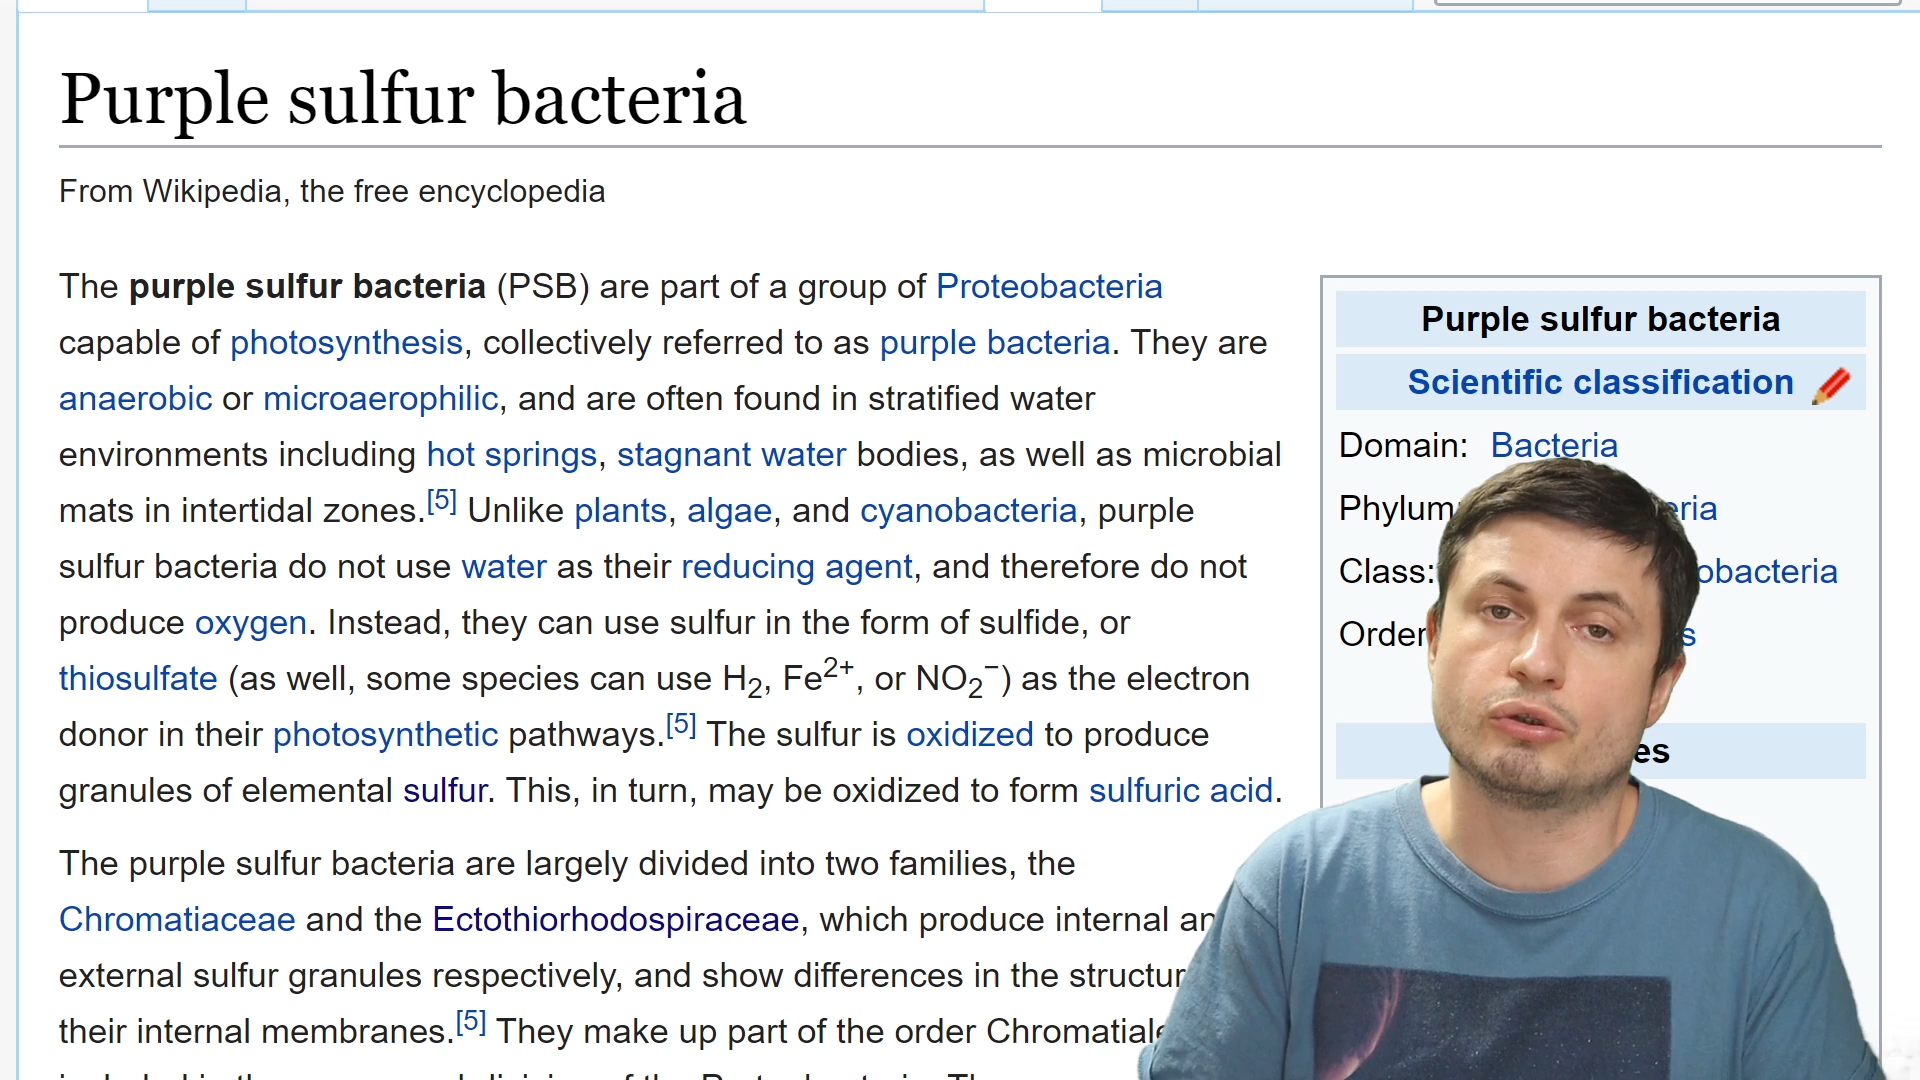 Purple sulfur bacteria
From Wikipedia, the free encyclopedia
The purple sulfur bacteria (PSB) are part of a group of Proteobacteria
capable of photosynthesis, collectively referred to as purple bacteria. They are
anaerobic or microaerophilic, and are often found in stratified water
environments including hot springs, stagnant water bodies, as well as microbial
mats in intertidal zones.[5] Unlike plants, algae, and cyanobacteria, purple
sulfur bacteria do not use water as their reducing agent, and therefore do not
produce oxygen. Instead, they can use sulfur in the form of sulfide, or
thiosulfate (as well, some species can use H₂, Fe²⁺, or NO₂⁻) as the electron
donor in their photosynthetic pathways.[5] The sulfur is oxidized to produce
granules of elemental sulfur. This, in turn, may be oxidized to form sulfuric acid.
The purple sulfur bacteria are largely divided into two families, the
Chromatiaceae and the Ectothiorhodospiraceae, which produce internal
external sulfur granules respectively, and show differences in the
their internal membranes.[5] They make up part of the order
Purple sulfur bacteria
Scientific classification
Domain: Bacteria
Phylum
Class:
Order